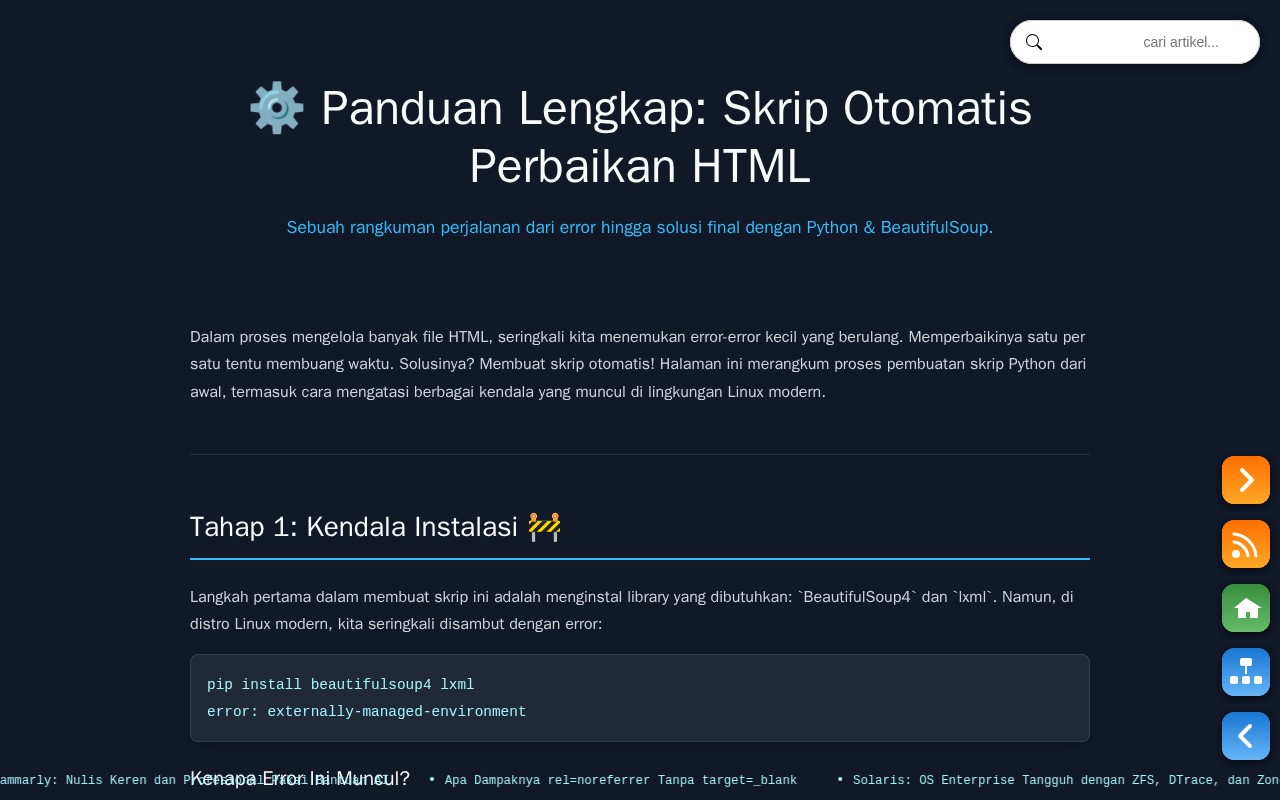 cari artikel...
⚙️ Panduan Lengkap: Skrip Otomatis
Perbaikan HTML
Sebuah rangkuman perjalanan dari error hingga solusi final dengan Python & BeautifulSoup.
Dalam proses mengelola banyak file HTML, seringkali kita menemukan error-error kecil yang berulang. Memperbaikinya satu per
satu tentu membuang waktu. Solusinya? Membuat skrip otomatis! Halaman ini merangkum proses pembuatan skrip Python dari
awal, termasuk cara mengatasi berbagai kendala yang muncul di lingkungan Linux modern.
Tahap 1: Kendala Instalasi 🚧
Langkah pertama dalam membuat skrip ini adalah menginstal library yang dibutuhkan: `BeautifulSoup4` dan `lxml`. Namun, di
distro Linux modern, kita seringkali disambut dengan error:
pip install beautifulsoup4 lxml
error: externally-managed-environment
Kenapa Error Ini Muncul?
ammarly: Nulis Keren dan • Apa Dampaknya rel=noreferrer Tanpa target=_blank • Solaris: OS Enterprise Tangguh dengan ZFS, DTrace, dan Zon